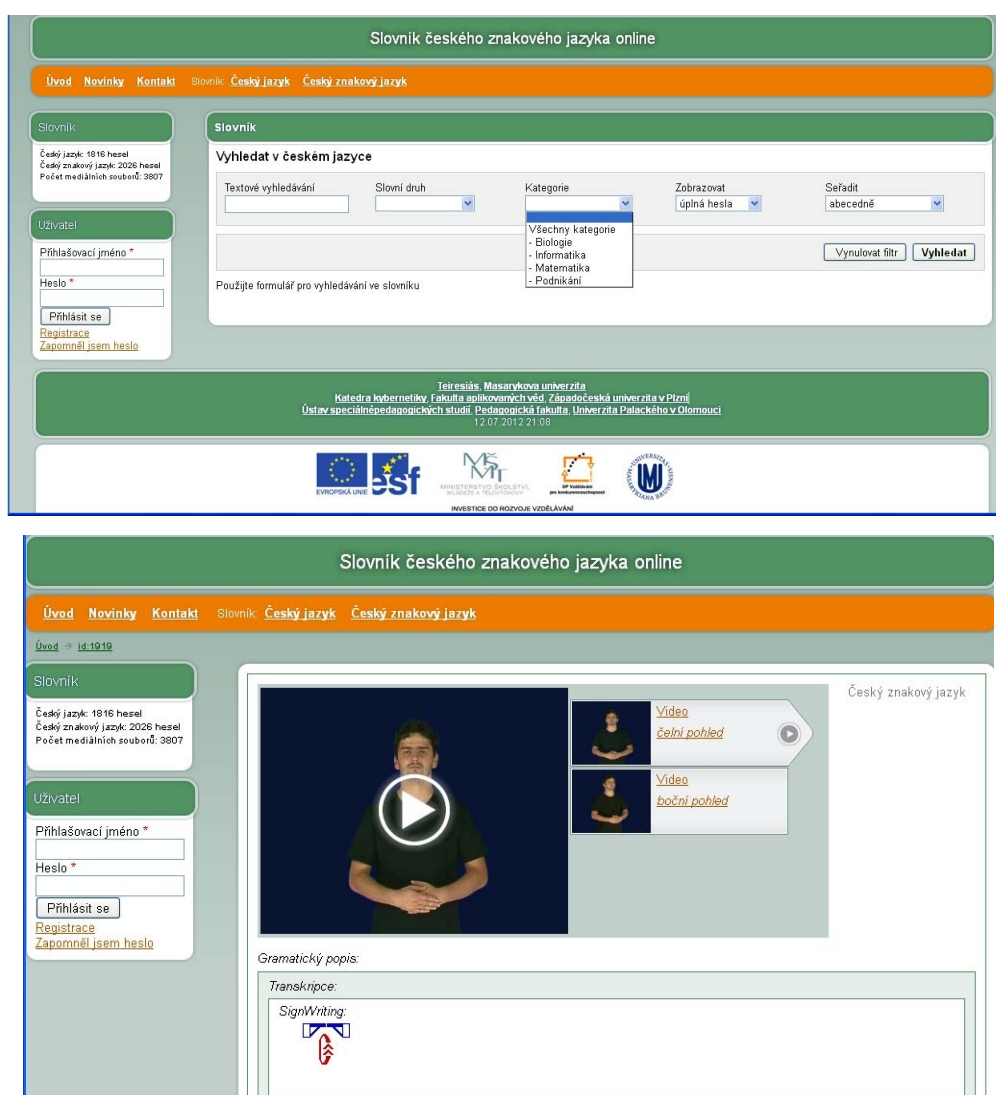 Slovník českého znakového jazyka online
Úvod Novinky Kontakt Slovník: Český jazyk Český znakový jazyk
Slovník
Český jazyk: 1816 hesel
Český znakový jazyk: 2026 hesel
Počet mediálních souborů: 3807
Uživatel
Přihlašovací jméno *
Heslo *
Přihlásit se
Registrace
Zapomněl jsem heslo
Slovník
Vyhledat v českém jazyce
Textové vyhledávání Slovní druh Kategorie Zobrazovat Seřadit
úplná hesla abecedně
Všechny kategorie
- Biologie
- Informatika
- Matematika
- Podnikání
Vynulovat filtr Vyhledat
Použijte formulář pro vyhledávání ve slovníku
Teiresiás, Masarykova univerzita
Katedra kybernetiky, Fakulta aplikovaných věd, Západočeská univerzita v Plzni
Ústav speciálněpedagogických studií, Pedagogická fakulta, Univerzita Palackého v Olomouci
12.07.2012 21:08
EVROPSKÁ UNIE
esf
MŠMT
MINISTERSTVO ŠKOLSTVÍ,
MLÁDEŽE A TĚLOVÝCHOVY
OP Vzdělávání
pro konkurenceschopnost
INVESTICE DO ROZVOJE VZDĚLÁVÁNÍ
Slovník českého znakového jazyka online
Úvod Novinky Kontakt Slovník: Český jazyk Český znakový jazyk
Úvod → id:1919
Slovník
Český jazyk: 1816 hesel
Český znakový jazyk: 2026 hesel
Počet mediálních souborů: 3807
Uživatel
Přihlašovací jméno *
Heslo *
Přihlásit se
Registrace
Zapomněl jsem heslo
Český znakový jazyk
Video
čelní pohled
Video
boční pohled
Gramatický popis:
Transkripce:
SignWriting: